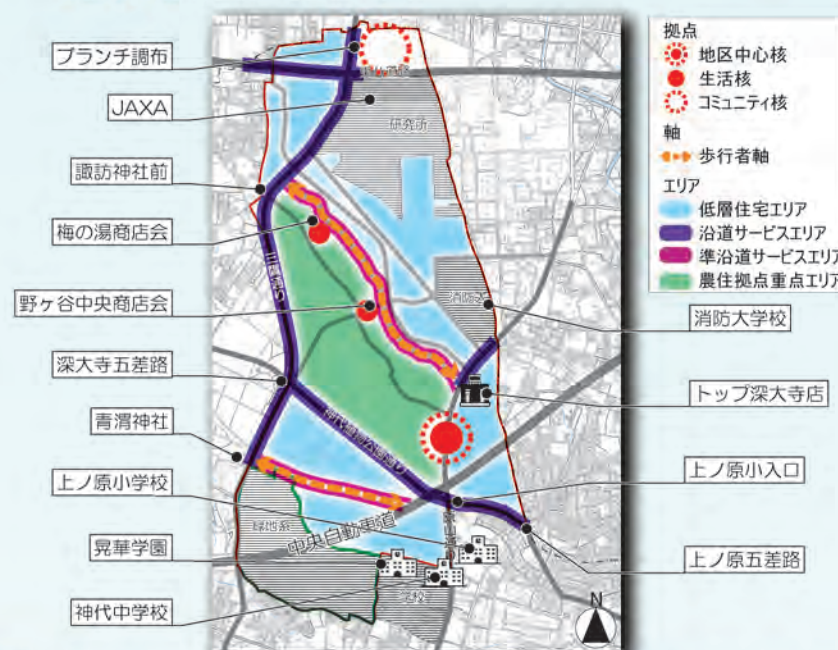 ブランチ調布
JAXA
諏訪神社前
梅の湯商店会
野ヶ谷中央商店会
深大寺五差路
青渭神社
上ノ原小学校
晃華学園
神代中学校
研究所
三鷹通り
緑地系
中央自動車道
学校
N
拠点
地区中心核
生活核
コミュニティ核
軸
歩行者軸
エリア
低層住宅エリア
沿道サービスエリア
準沿道サービスエリア
農住拠点重点エリア
消防大学校
トップ深大寺店
上ノ原小入口
上ノ原五差路